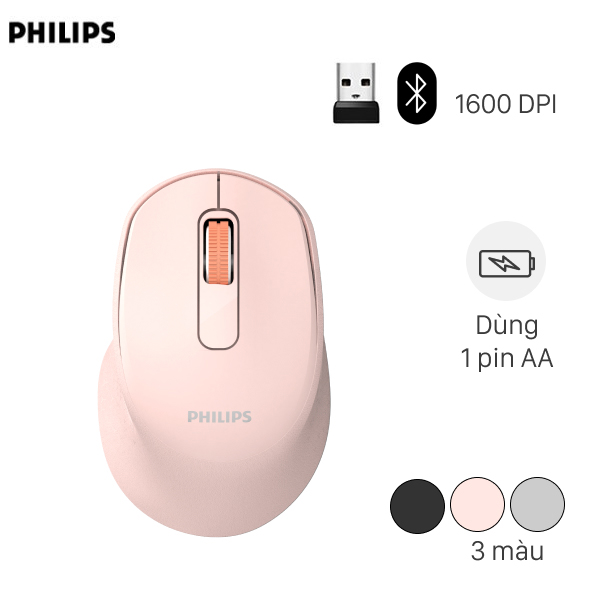 PHILIPS
1600 DPI
Dùng
1 pin AA
PHILIPS
3 màu